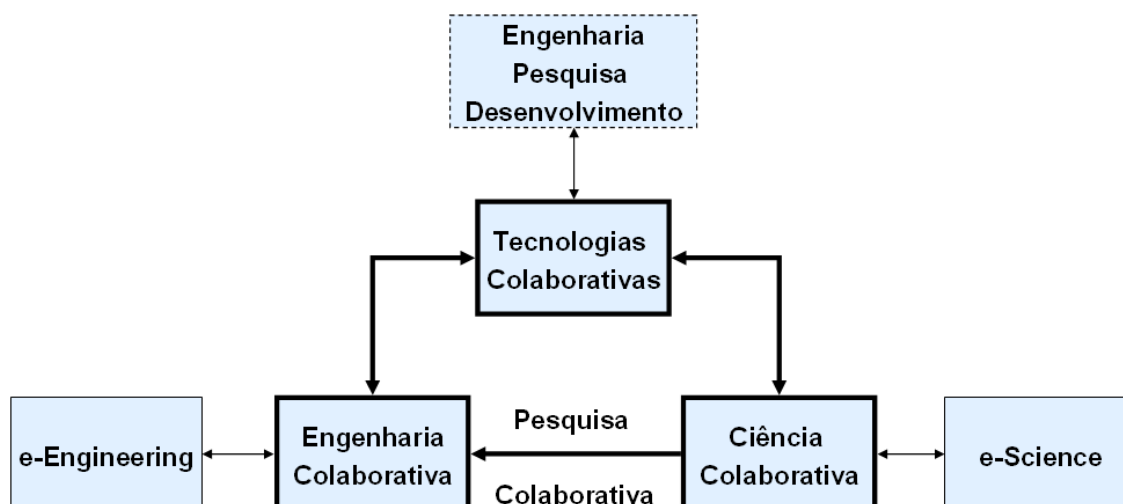 Engenharia
Pesquisa
Desenvolvimento
Tecnologias
Colaborativas
e-Engineering
Engenharia
Colaborativa
Pesquisa
Colaborativa
Ciência
Colaborativa
e-Science